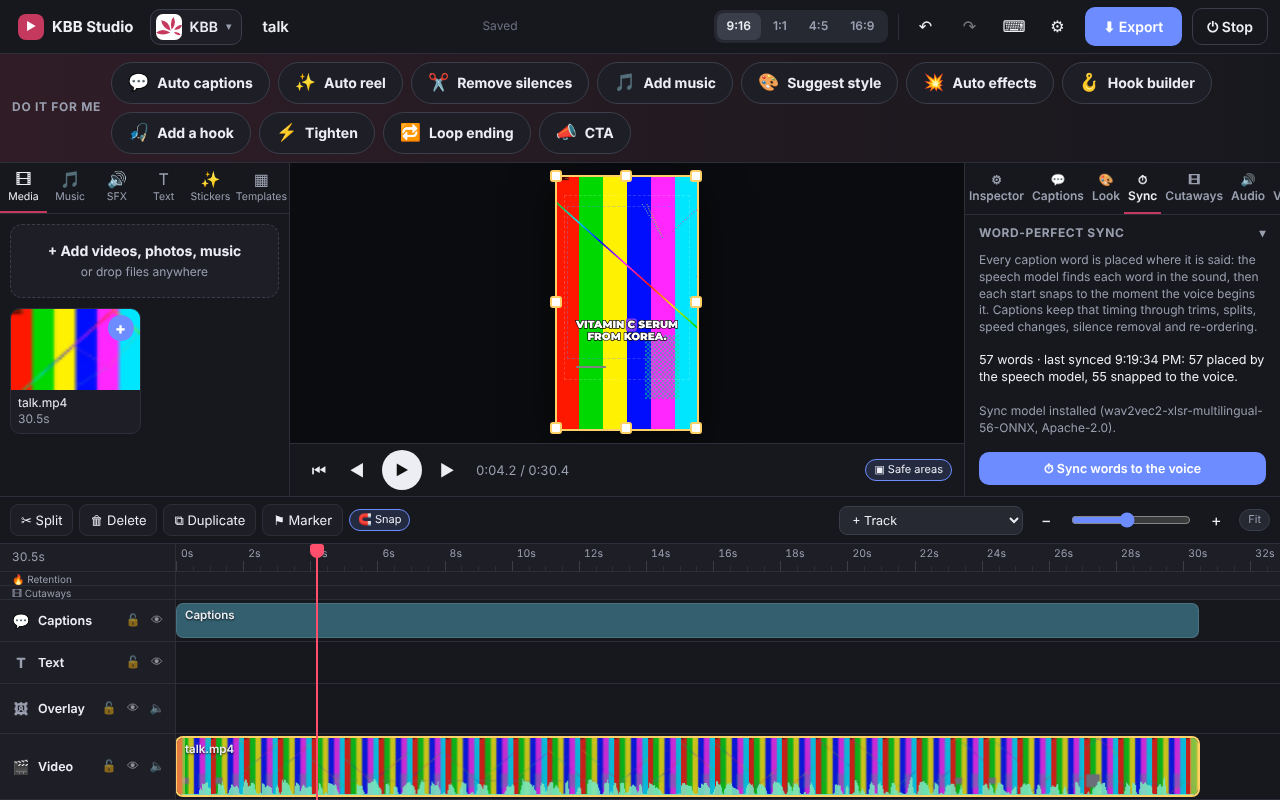 KBB Studio
KBB
talk
Saved
9:16
1:1
4:5
16:9
Export
Stop
DO IT FOR ME
Auto captions
Auto reel
Remove silences
Add music
Suggest style
Auto effects
Hook builder
Add a hook
Tighten
Loop ending
CTA
Media
Music
SFX
Text
Stickers
Templates
+ Add videos, photos, music
or drop files anywhere
talk.mp4
30.5s
VITAMIN C SERUM
FROM KOREA.
0:04.2 / 0:30.4
Safe areas
Inspector
Captions
Look
Sync
Cutaways
Audio
V
WORD-PERFECT SYNC
Every caption word is placed where it is said: the
speech model finds each word in the sound, then
each start snaps to the moment the voice begins
it. Captions keep that timing through trims, splits,
speed changes, silence removal and re-ordering.
57 words · last synced 9:19:34 PM: 57 placed by
the speech model, 55 snapped to the voice.
Sync model installed (wav2vec2-xlsr-multilingual-
56-ONNX, Apache-2.0).
Sync words to the voice
Split
Delete
Duplicate
Marker
Snap
+ Track
Fit
30.5s
0s
2s
6s
8s
10s
12s
14s
16s
18s
20s
22s
24s
26s
28s
30s
32s
Retention
Cutaways
Captions
Captions
Text
Overlay
Video
talk.mp4